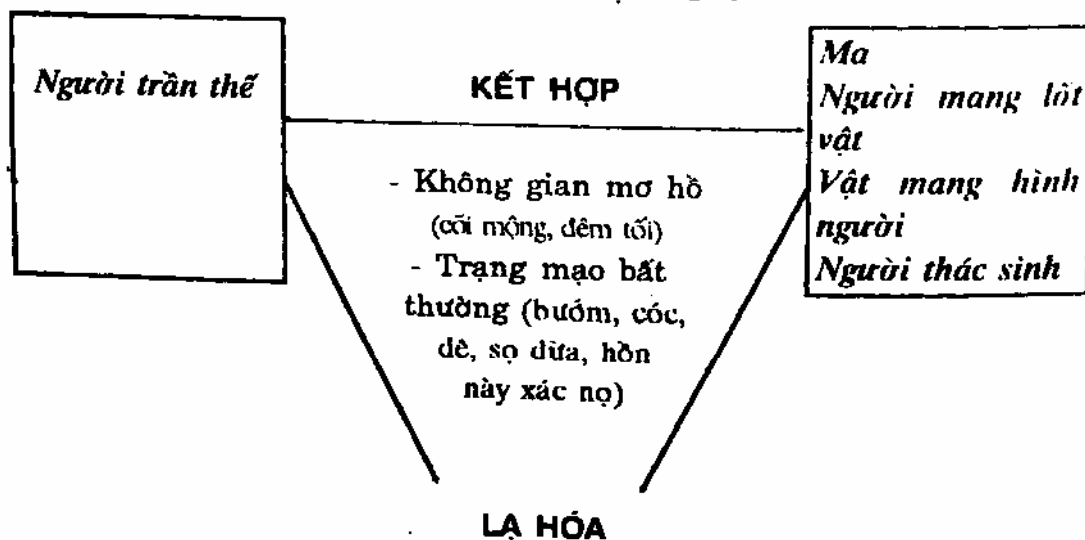 Người trần thế
KẾT HỢP
- Không gian mơ hồ
(cõi mộng, đêm tối)
- Trạng mạo bất
thường (bướm, cóc,
dê, sọ dừa, hồn
này xác nọ)
Ma
Người mang lốt
vật
Vật mang hình
người
Người thác sinh
LẠ HÓA